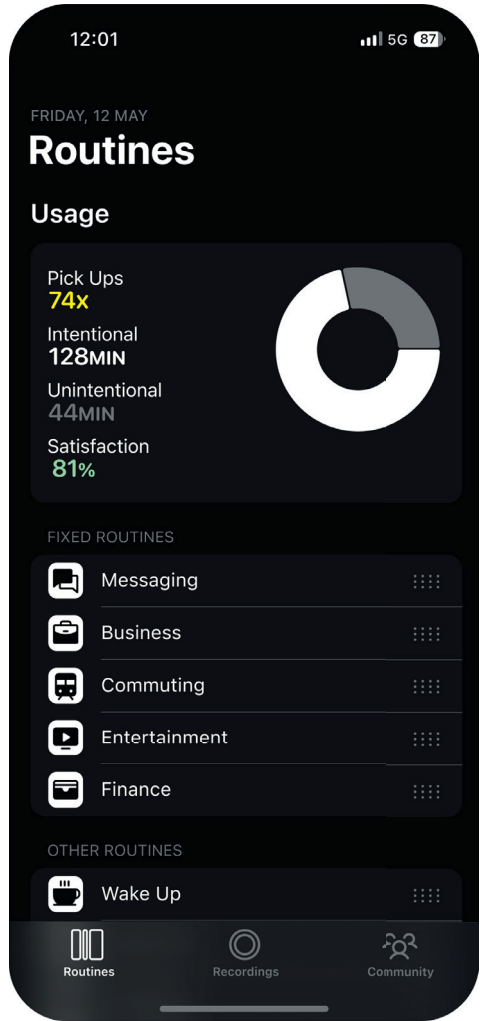 12:01
5G 87
FRIDAY, 12 MAY
Routines
Usage
Pick Ups
74x
Intentional
128MIN
Unintentional
44MIN
Satisfaction
81%
FIXED ROUTINES
Messaging
Business
Commuting
Entertainment
Finance
OTHER ROUTINES
Wake Up
Routines
Recordings
Community